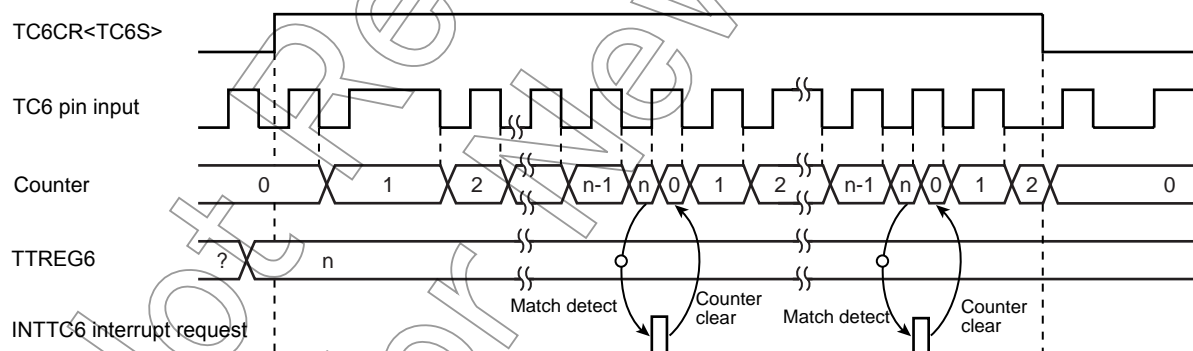 TC6CR<TC6S>
TC6 pin input
Counter 0 1 2 n-1 n 0 1 2 n-1 n 0 1 2 0
TTREG6 ? n
Match detect Counter clear Match detect Counter clear
INTTC6 interrupt request